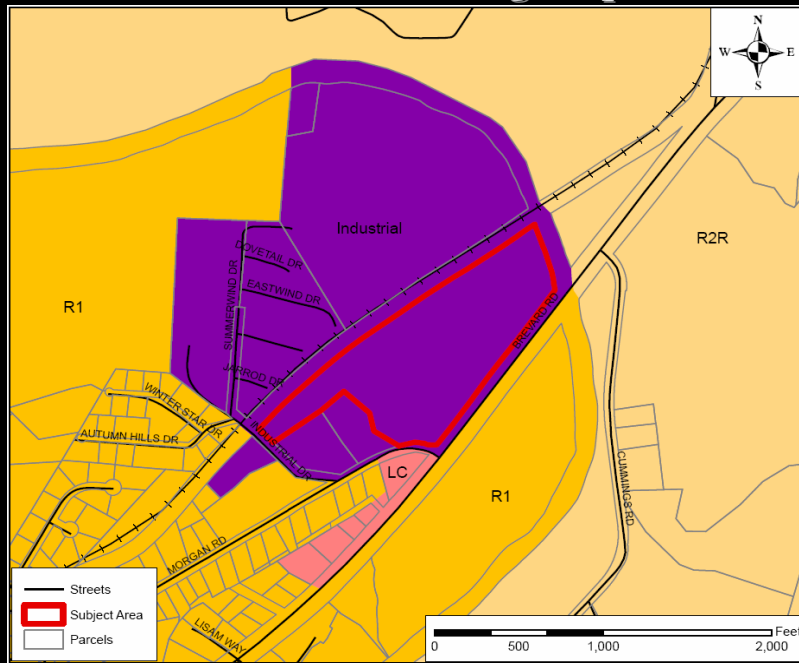 N
W E
S
Industrial
R2R
DOVETAIL DR
EASTWIND DR
SUMMERWIND DR
BREVARD RD
R1
JARROD DR
WINTER STAR DR
INDUSTRIAL DR
AUTUMN HILLS DR
LC
CUMMINGS RD
R1
MORGAN RD
LISAM WAY
Streets
Subject Area
Parcels
Feet
0 500 1,000 2,000